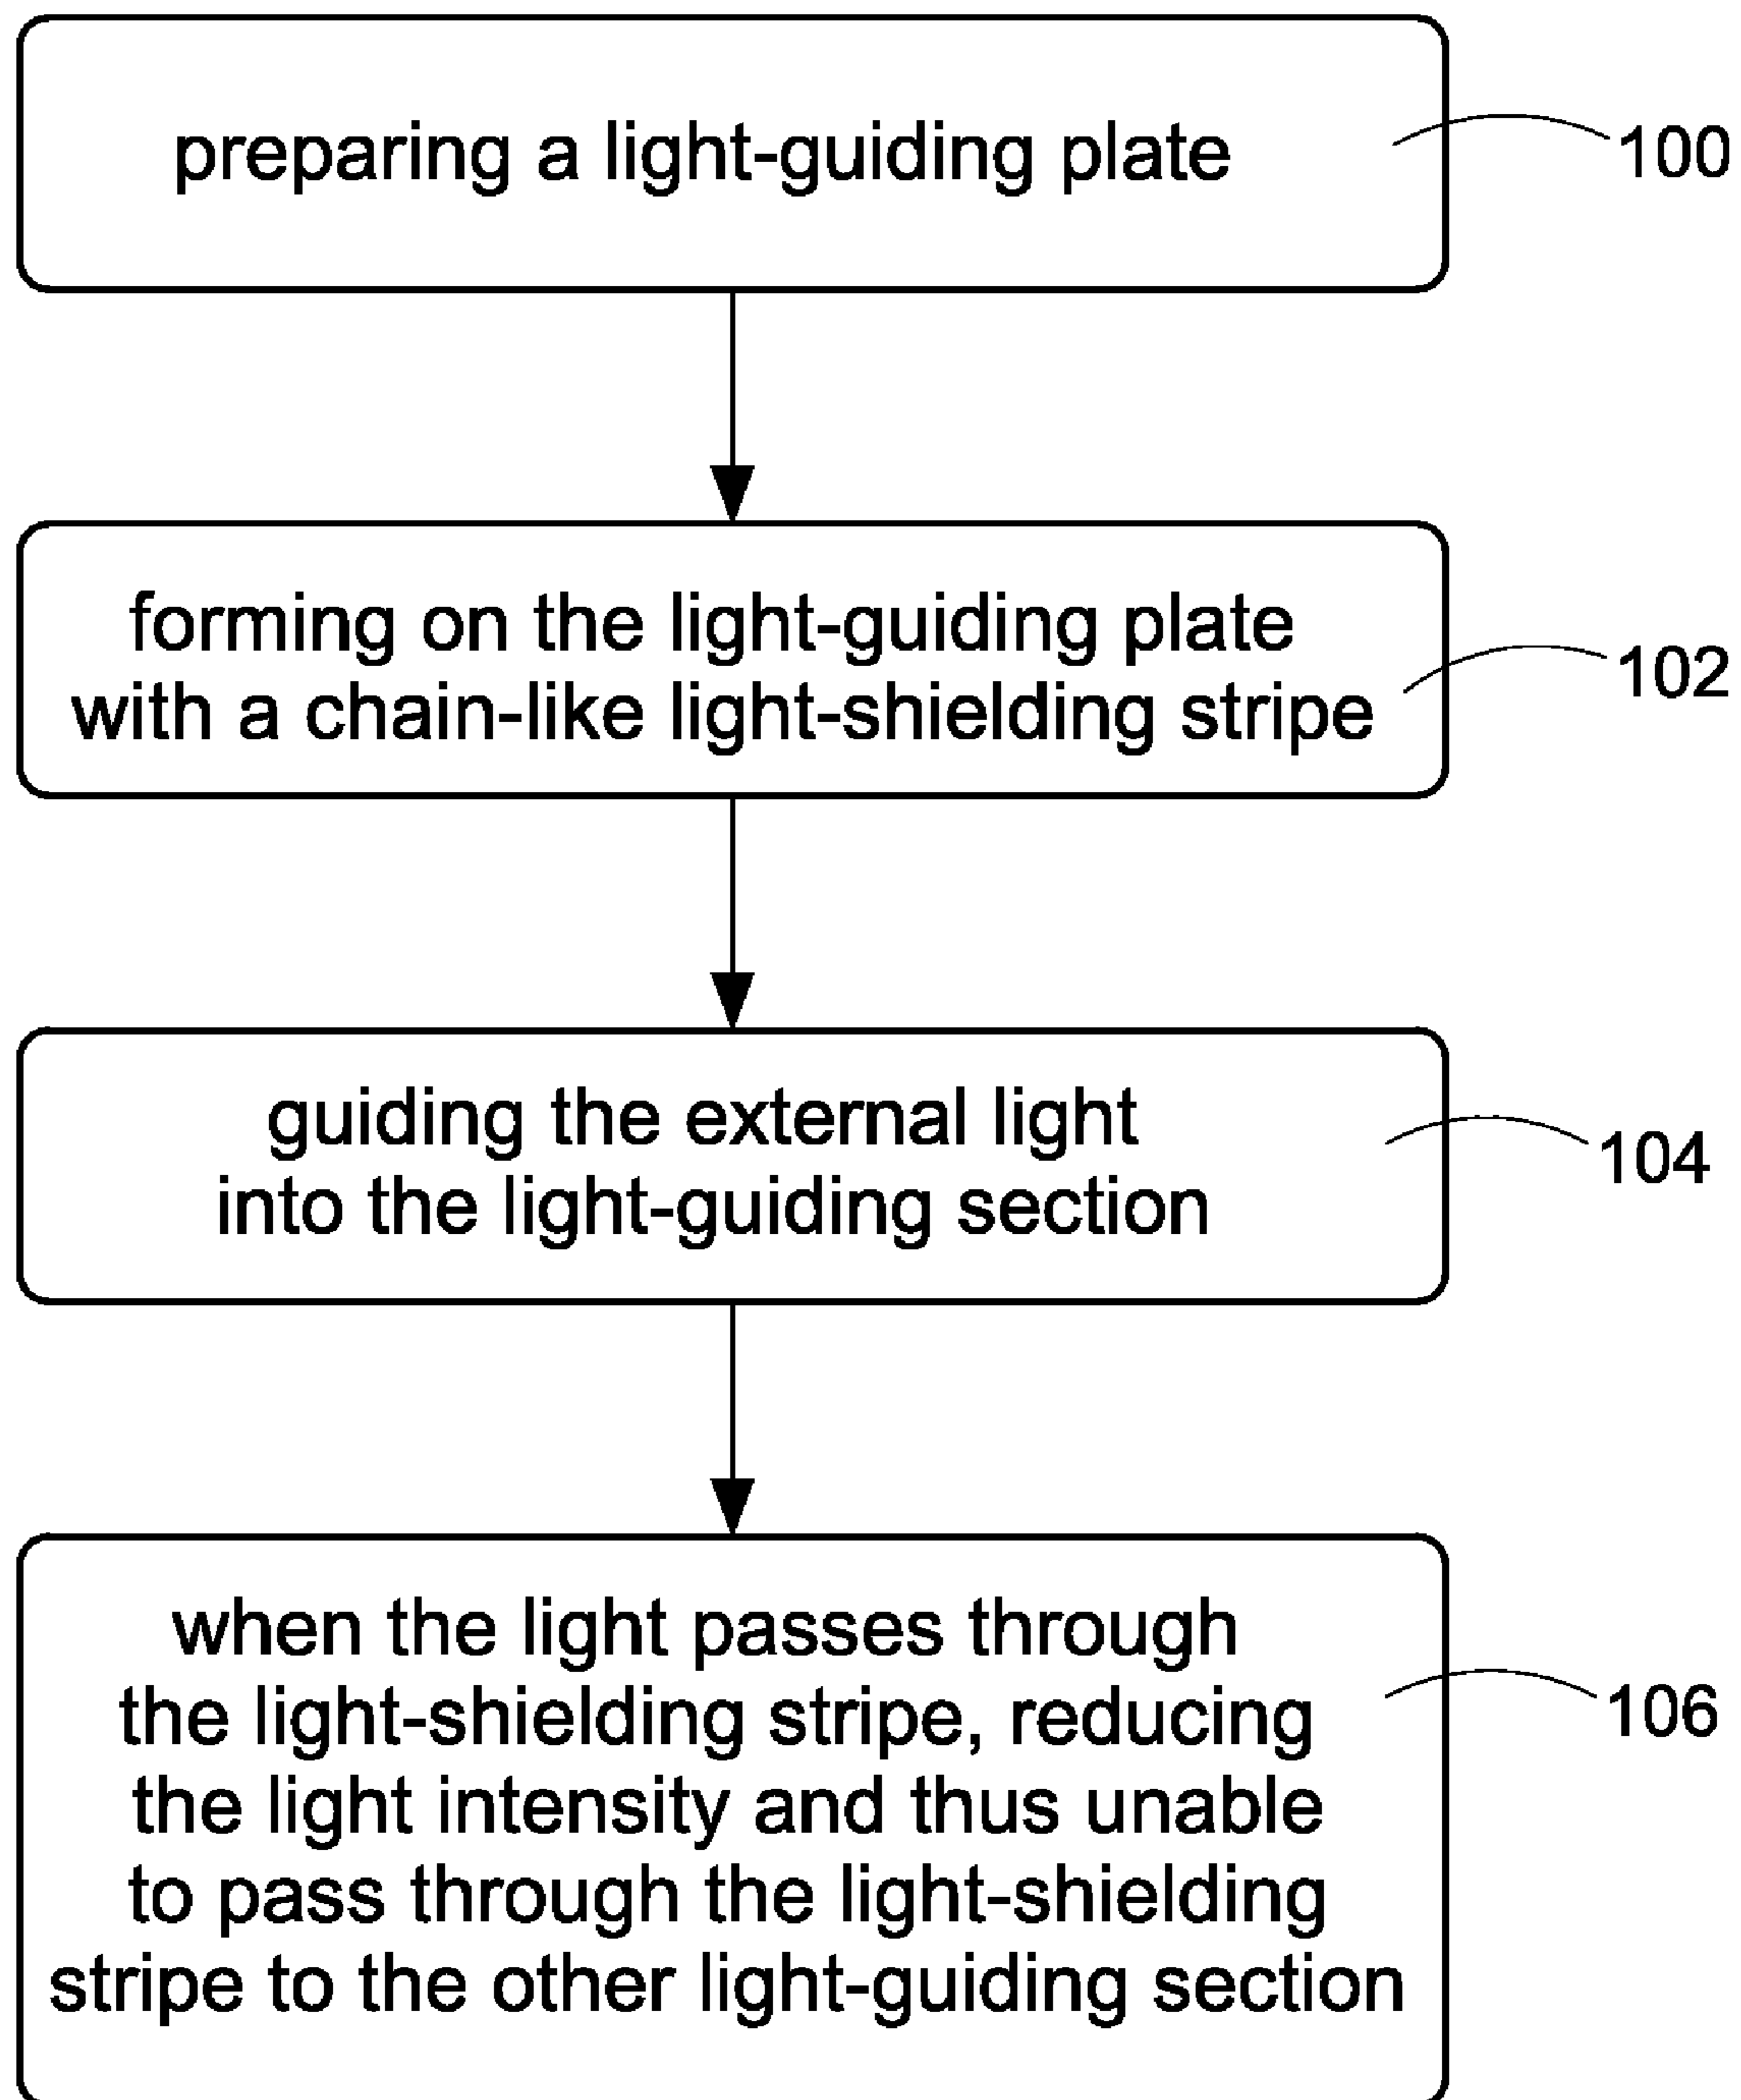 preparing a light-guiding plate
100
forming on the light-guiding plate
with a chain-like light-shielding stripe
102
guiding the external light
into the light-guiding section
104
when the light passes through
the light-shielding stripe, reducing
the light intensity and thus unable
to pass through the light-shielding
stripe to the other light-guiding section
106